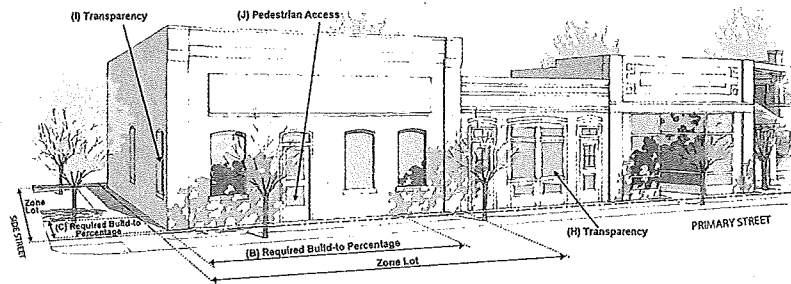 (I) Transparency
(J) Pedestrian Access
Zone
Lot
SIDE STREET
(C) Required Build-to
Percentage
(B) Required Build-to Percentage
Zone Lot
(H) Transparency
PRIMARY STREET